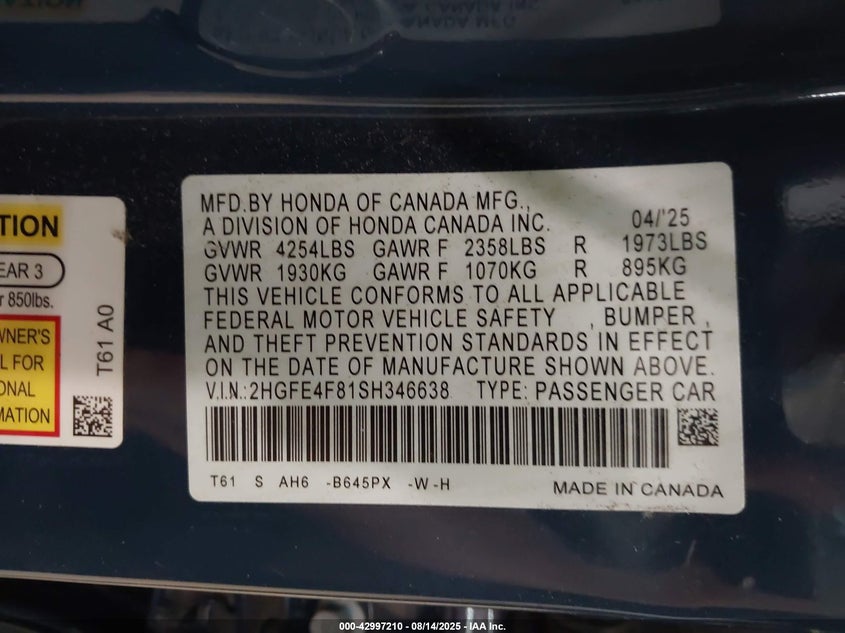 MFD.BY HONDA OF CANADA MFG.,
A DIVISION OF HONDA CANADA INC. 04/'25
GVWR 4254LBS GAWR F 2358LBS R 1973LBS
GVWR 1930KG GAWR F 1070KG R 895KG
THIS VEHICLE CONFORMS TO ALL APPLICABLE
FEDERAL MOTOR VEHICLE SAFETY , BUMPER ,
AND THEFT PREVENTION STANDARDS IN EFFECT
ON THE DATE OF MANUFACTURE SHOWN ABOVE.
V.I.N.:2HGFE4F81SH346638 TYPE: PASSENGER CAR
T61 S AH6 -B645PX -W-H MADE IN CANADA
TION
EAR 3
r 850lbs.
WNER'S
L FOR
ONAL
MATION
T61 A0
000-42997210 - 08/14/2025 - IAA Inc.